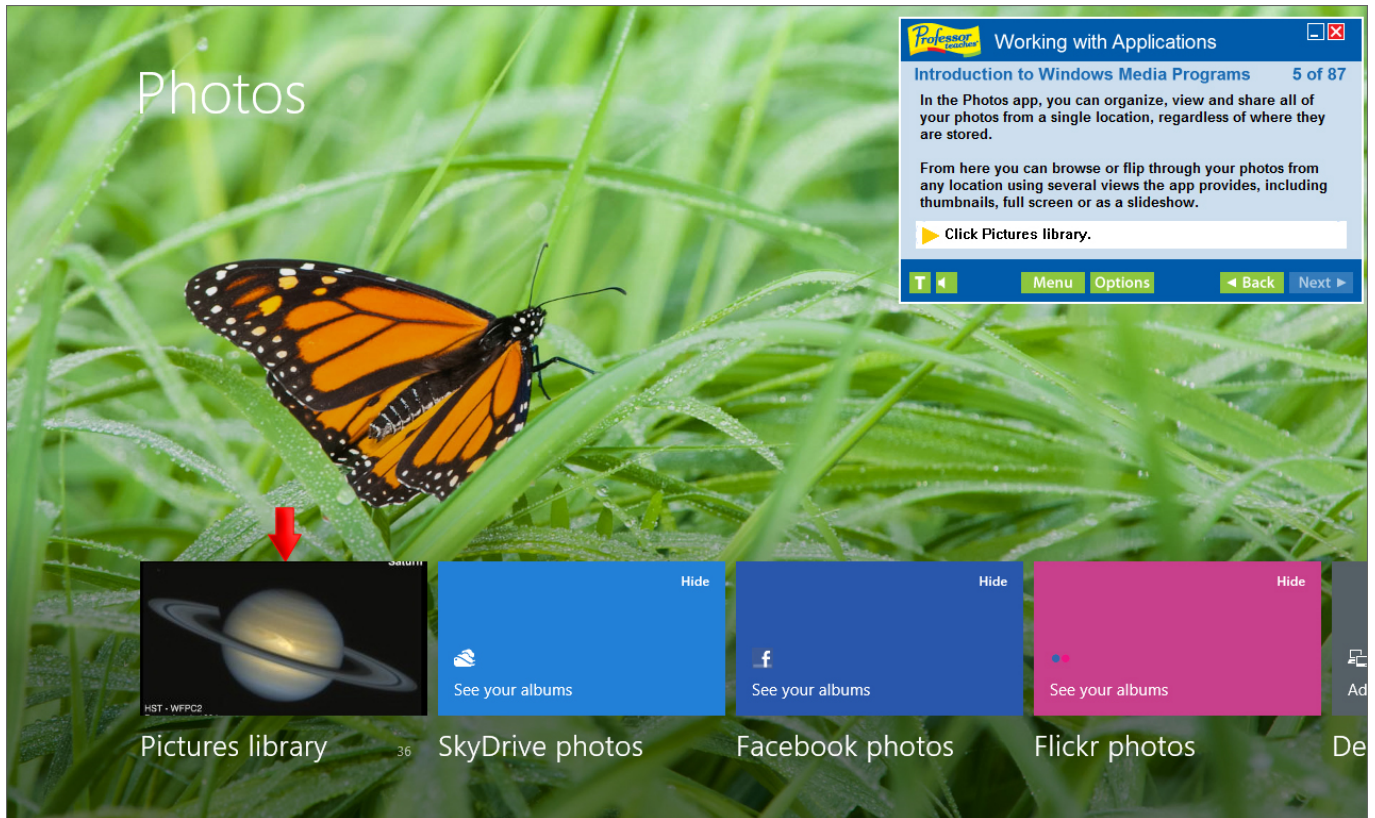 Photos
Professor
Teaches
Working with Applications
Introduction to Windows Media Programs 5 of 87
In the Photos app, you can organize, view and share all of
your photos from a single location, regardless of where they
are stored.
From here you can browse or flip through your photos from
any location using several views the app provides, including
thumbnails, full screen or as a slideshow.
Click Pictures library.
T Menu Options Back Next
Saturn
HST - WFPC2
Hide
See your albums
Hide
See your albums
Hide
See your albums
Ad
Pictures library 36 SkyDrive photos Facebook photos Flickr photos De